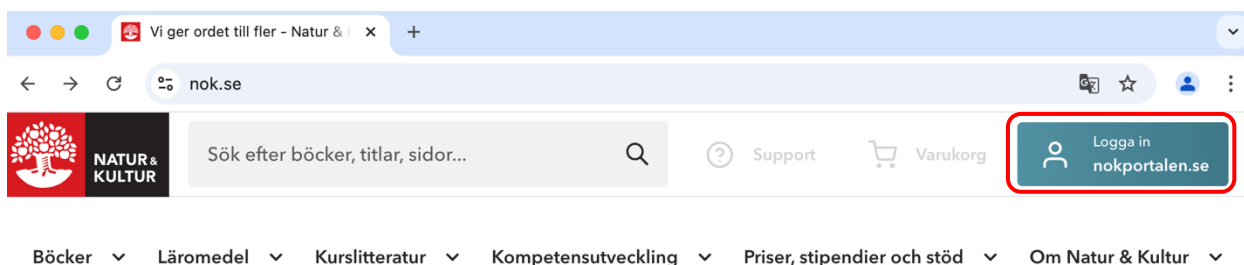 Vi ger ordet till fler – Natur &
nok.se
NATUR &
KULTUR
Sök efter böcker, titlar, sidor...
Support
Varukorg
Logga in
nokportalen.se
Böcker Läromedel Kurslitteratur Kompetensutveckling Priser, stipendier och stöd Om Natur & Kultur